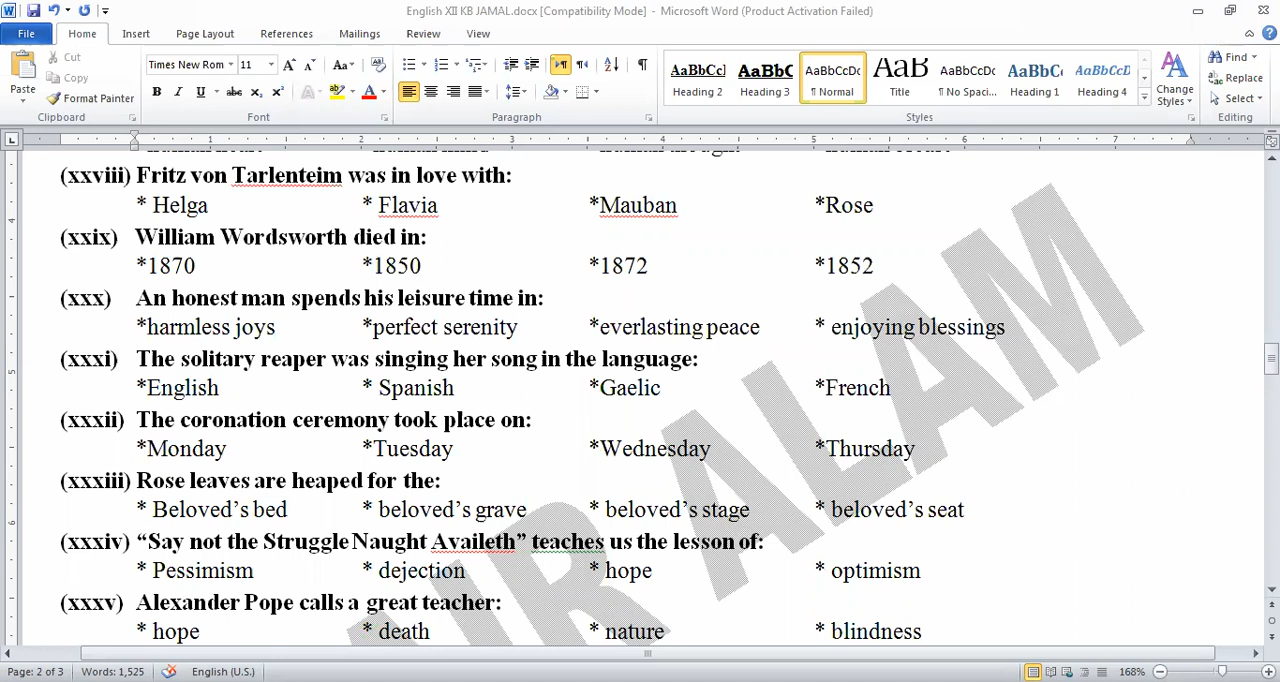 English XII KB JAMAL.docx [Compatibility Mode] - Microsoft Word (Product Activation Failed)
File Home Insert Page Layout References Mailings Review View
Paste Cut Copy Format Painter Clipboard
Times New Rom 11 Font
Paragraph
AaBbCcI Heading 2 AaBbC Heading 3 AaBbCcDc ¶ Normal AaB Title AaBbCcDc ¶ No Spaci... AaBbC Heading 1 AaBbCcD Heading 4 Change Styles Styles
Find Replace Select Editing
1 2 3 4 5 6 7
(xxviii) Fritz von Tarlenteim was in love with:
* Helga * Flavia *Mauban *Rose
(xxix) William Wordsworth died in:
*1870 *1850 *1872 *1852
(xxx) An honest man spends his leisure time in:
*harmless joys *perfect serenity *everlasting peace * enjoying blessings
(xxxi) The solitary reaper was singing her song in the language:
*English * Spanish *Gaelic *French
(xxxii) The coronation ceremony took place on:
*Monday *Tuesday *Wednesday *Thursday
(xxxiii) Rose leaves are heaped for the:
* Beloved’s bed * beloved’s grave * beloved’s stage * beloved’s seat
(xxxiv) “Say not the Struggle Naught Availeth” teaches us the lesson of:
* Pessimism * dejection * hope * optimism
(xxxv) Alexander Pope calls a great teacher:
* hope * death * nature * blindness
IR ALAM
Page: 2 of 3 Words: 1,525 English (U.S.) 168%